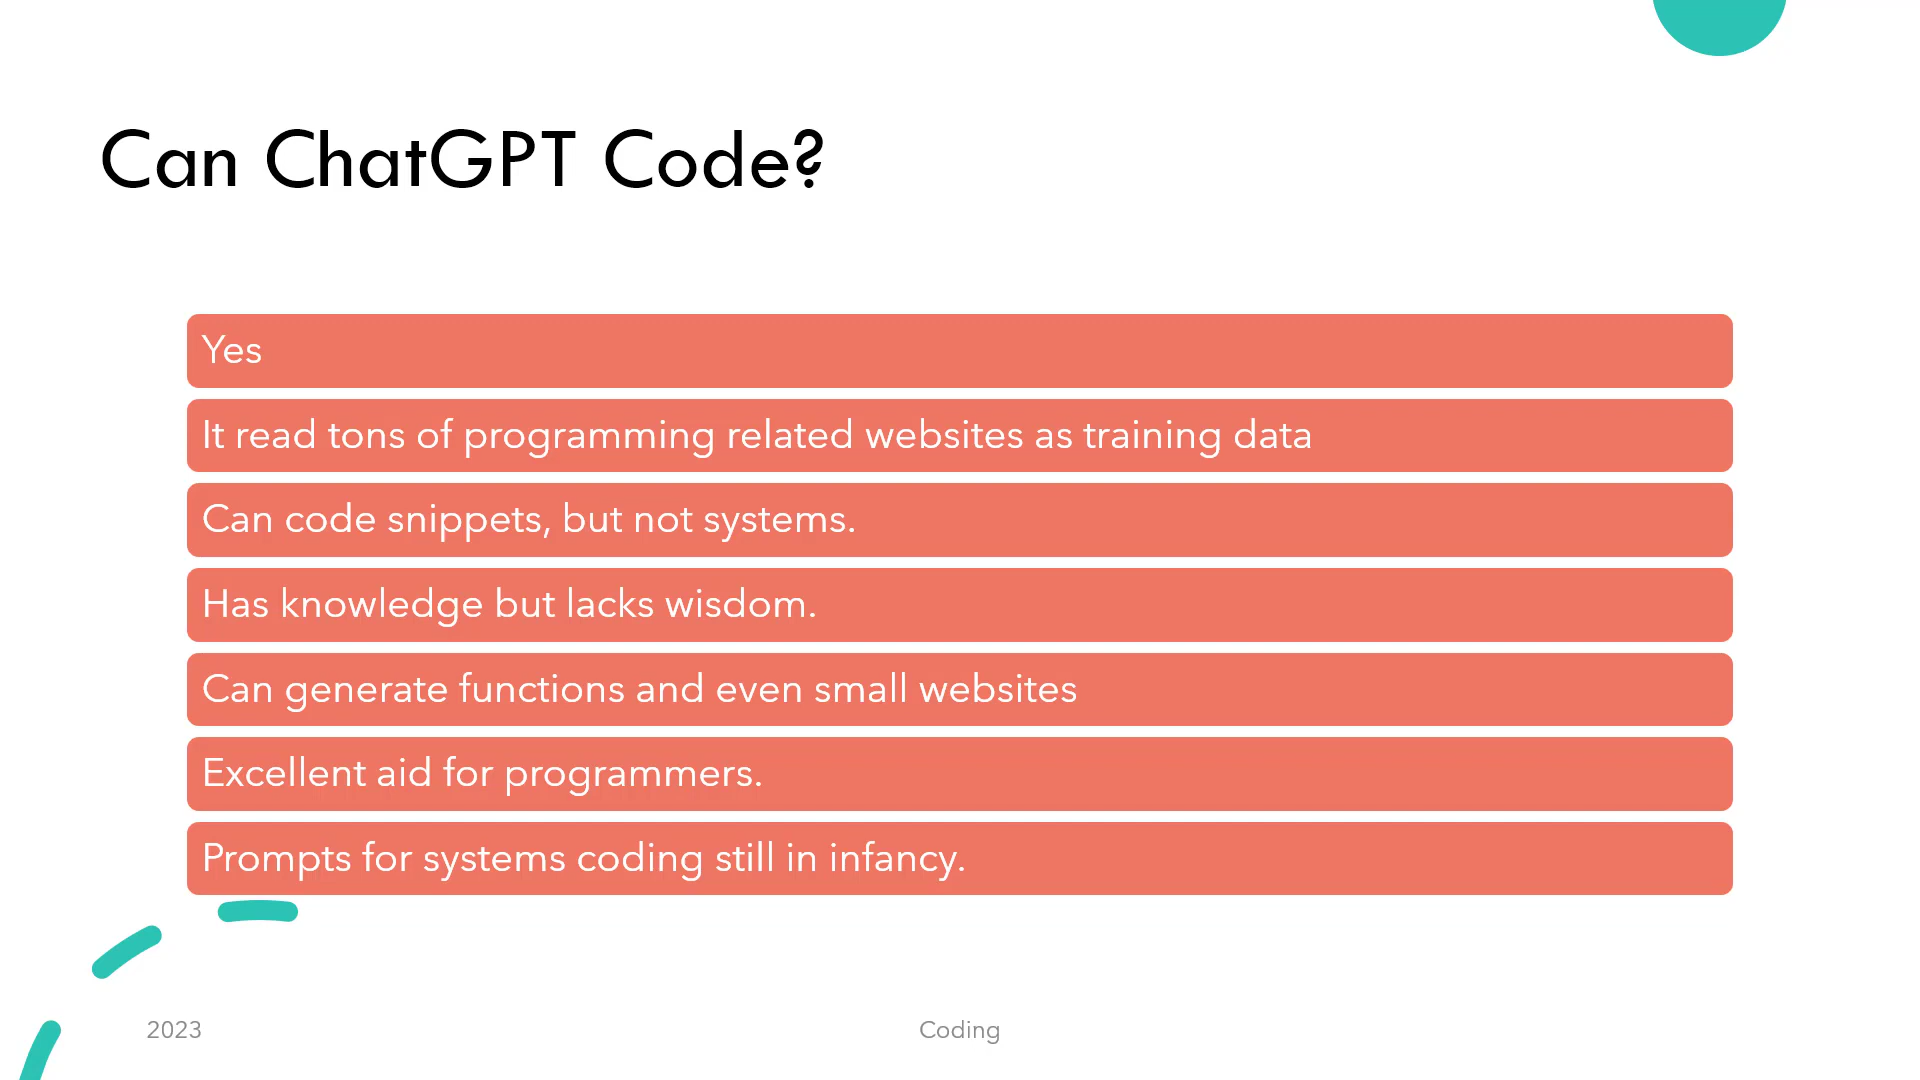 Can ChatGPT Code?
Yes
It read tons of programming related websites as training data
Can code snippets, but not systems.
Has knowledge but lacks wisdom.
Can generate functions and even small websites
Excellent aid for programmers.
Prompts for systems coding still in infancy.
2023
Coding